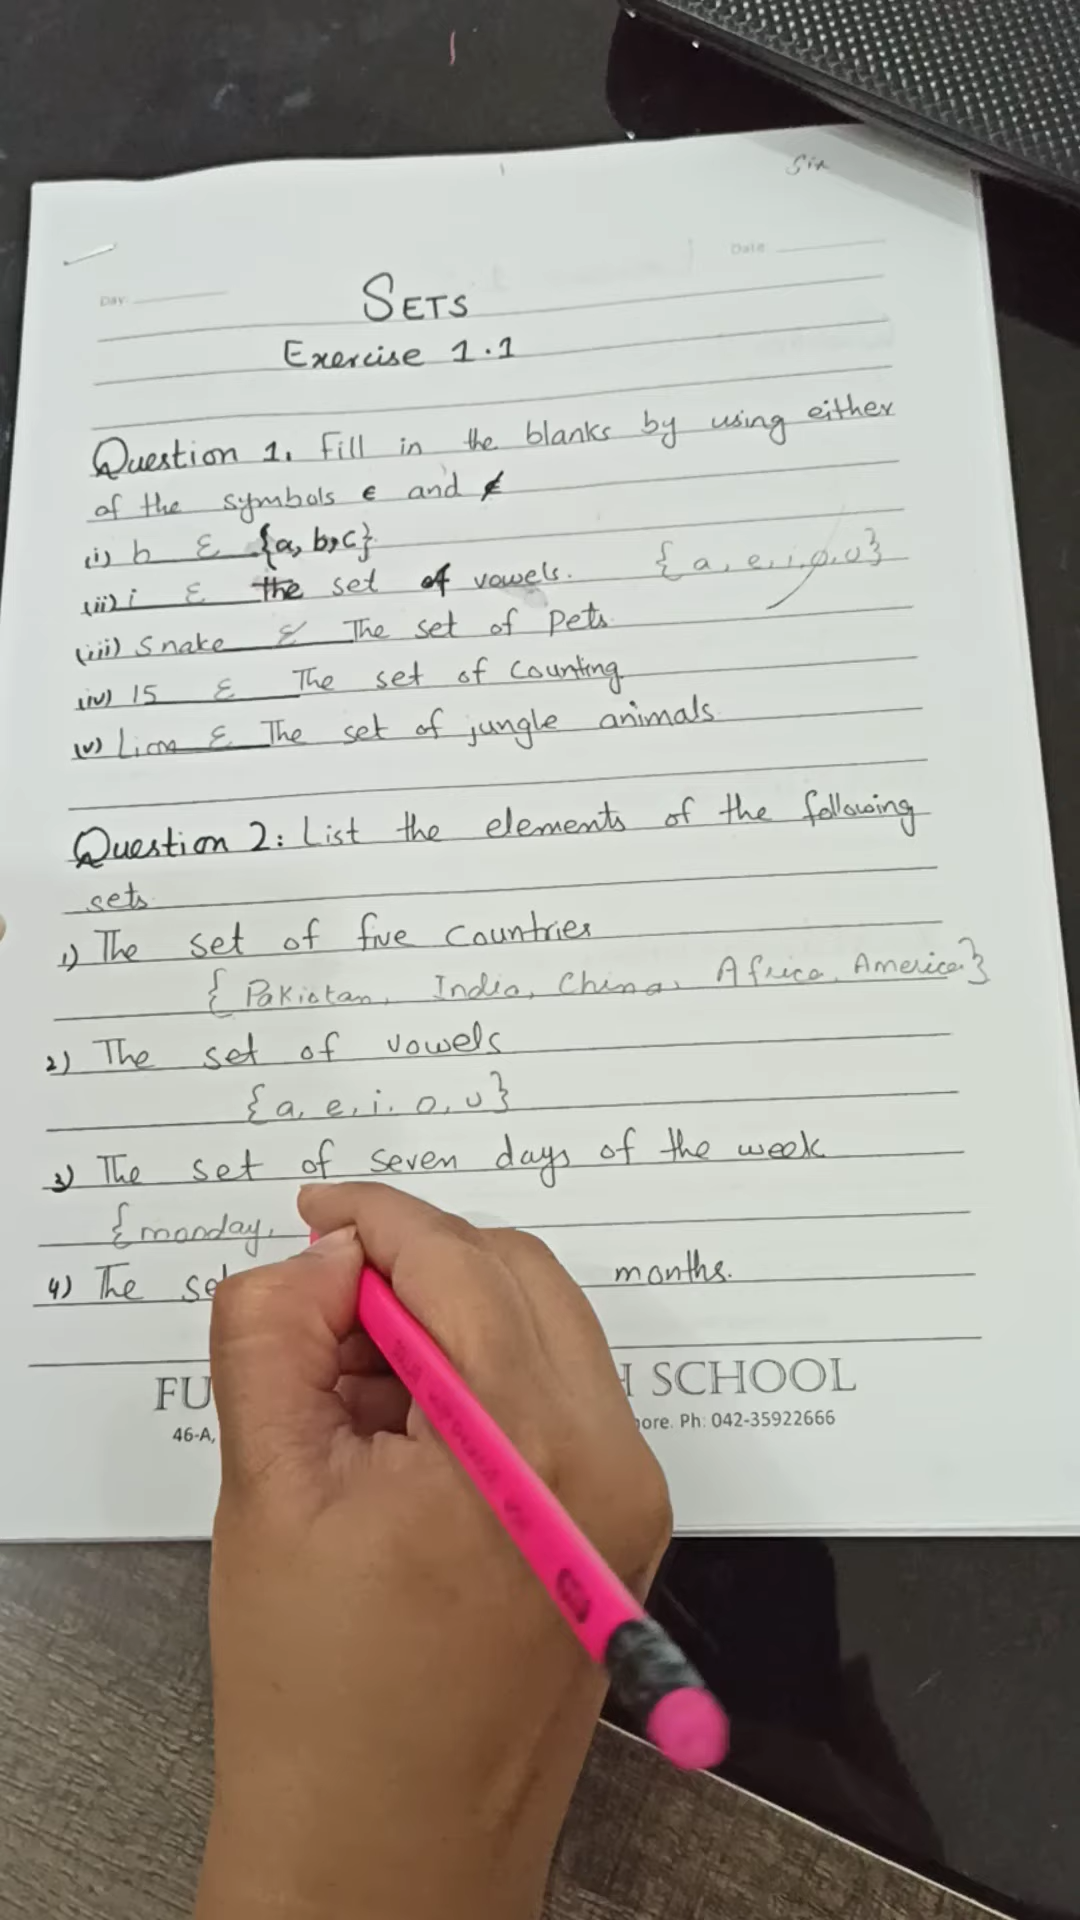 Six
Day
Date
SETS
Exercise 1.1
Question 1. Fill in the blanks by using either
of the symbols ∈ and ∉
(i) b ∈ {a, b, c}
(ii) i ∈ the set of vowels. {a, e, i, o, u}
(iii) Snake ∉ The set of Pets
(iv) 15 ∈ The set of Counting
(v) Lion ∈ The set of jungle animals
Question 2: List the elements of the following
sets
1) The set of five Countries
{Pakistan, India, China, Africa, America}
2) The set of vowels
{a, e, i, o, u}
3) The set of seven days of the week
{monday,
4) The months.
FU H SCHOOL
46-A, Ph: 042-35922666